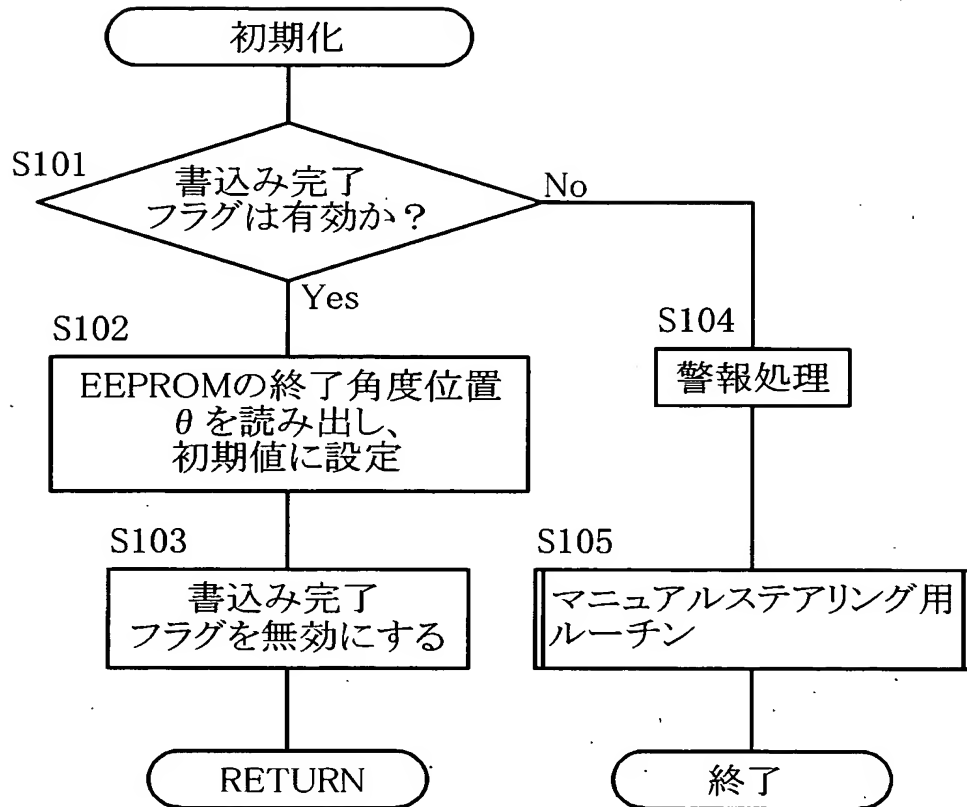 初期化
S101
書込み完了
フラグは有効か？
No
Yes
S102
EEPROMの終了角度位置
θ を読み出し、
初期値に設定
S103
書込み完了
フラグを無効にする
RETURN
S104
警報処理
S105
マニュアルステアリング用
ルーチン
終了